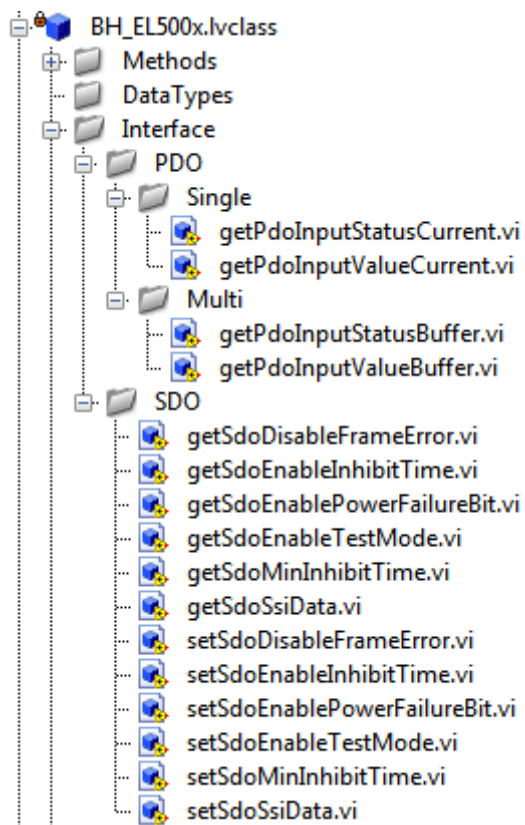 BH_EL500x.lvclass
Methods
DataTypes
Interface
PDO
Single
getPdoInputStatusCurrent.vi
getPdoInputValueCurrent.vi
Multi
getPdoInputStatusBuffer.vi
getPdoInputValueBuffer.vi
SDO
getSdoDisableFrameError.vi
getSdoEnableInhibitTime.vi
getSdoEnablePowerFailureBit.vi
getSdoEnableTestMode.vi
getSdoMinInhibitTime.vi
getSdoSsiData.vi
setSdoDisableFrameError.vi
setSdoEnableInhibitTime.vi
setSdoEnablePowerFailureBit.vi
setSdoEnableTestMode.vi
setSdoMinInhibitTime.vi
setSdoSsiData.vi